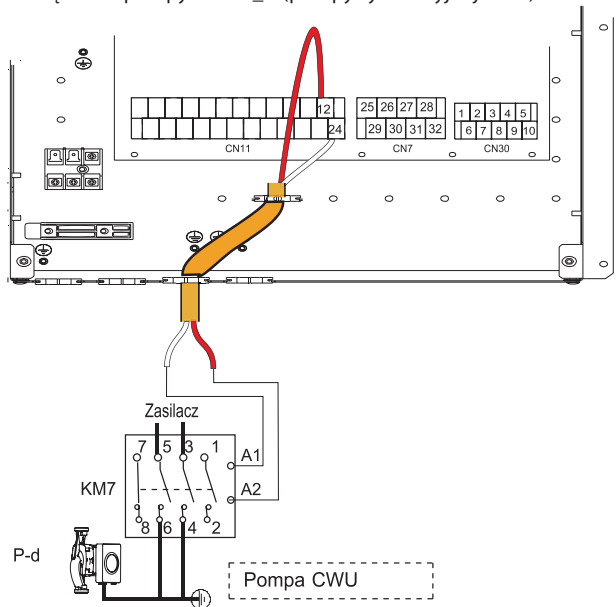 12
24
CN11
25 26 27 28
29 30 31 32
CN7
1 2 3 4 5
6 7 8 9 10
CN30
Zasilacz
7 5 3 1
A1
KM7
A2
8 6 4 2
P-d
Pompa CWU